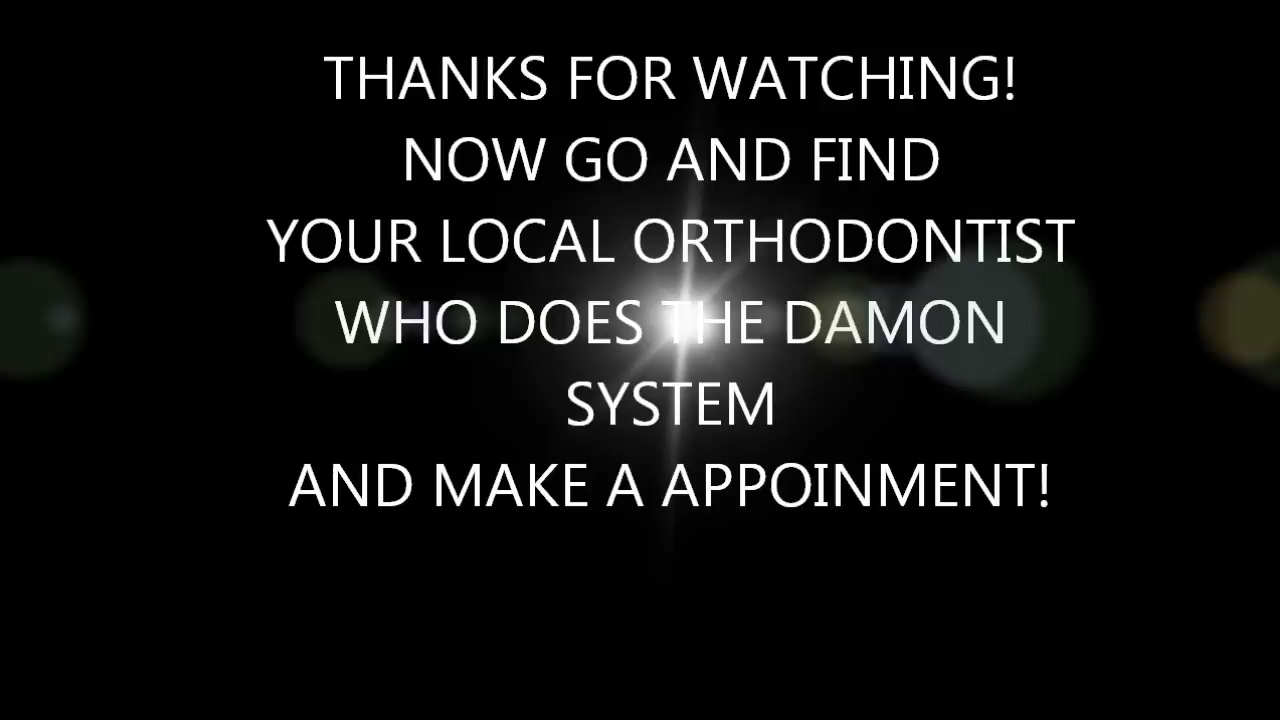 THANKS FOR WATCHING!
NOW GO AND FIND
YOUR LOCAL ORTHODONTIST
WHO DOES THE DAMON
SYSTEM
AND MAKE A APPOINMENT!